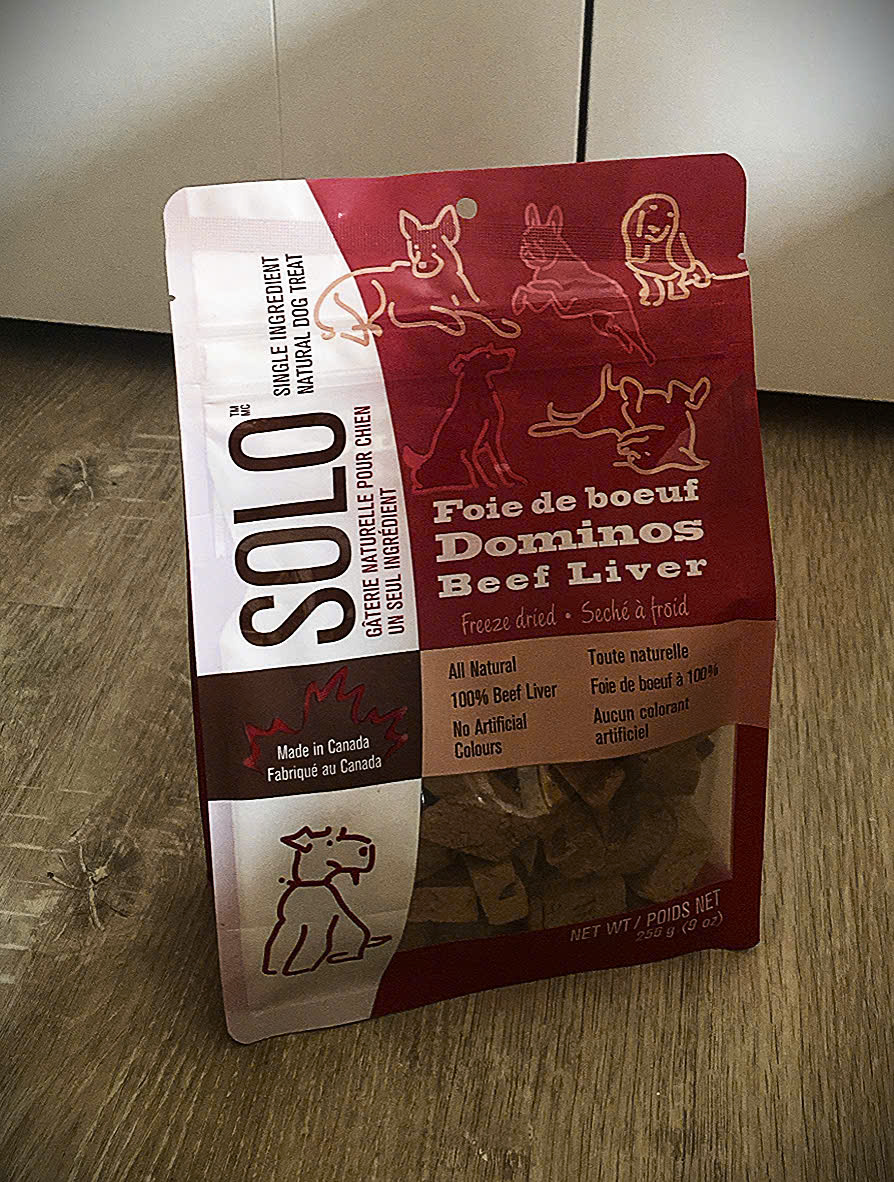 SOLO
TM
MC
SINGLE INGREDIENT
NATURAL DOG TREAT
GÂTERIE NATURELLE POUR CHIEN
UN SEUL INGRÉDIENT
Foie de boeuf
Dominos
Beef Liver
Freeze dried • Seché à froid
All Natural
100% Beef Liver
No Artificial
Colours
Toute naturelle
Foie de boeuf à 100%
Aucun colorant
artificiel
Made in Canada
Fabriqué au Canada
NET WT / POIDS NET
256 g (9 oz)